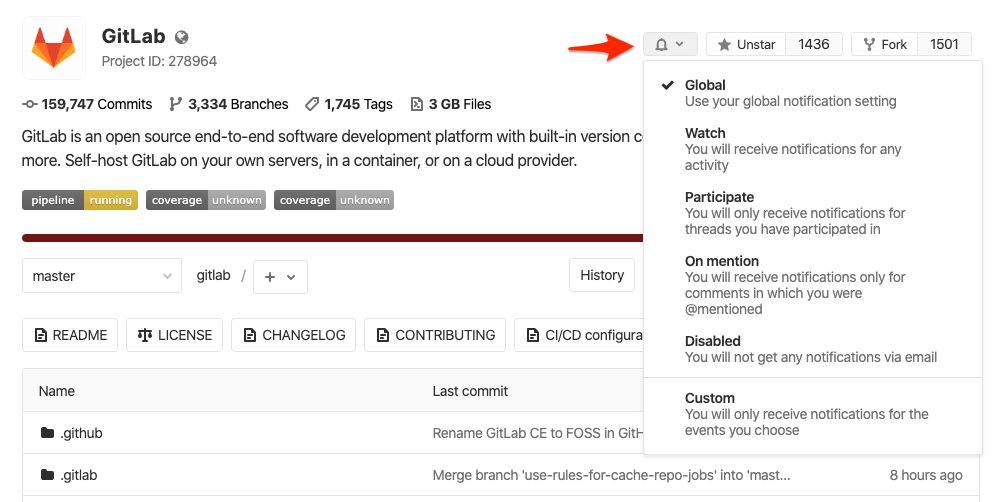 GitLab
Project ID: 278964
Unstar 1436 Fork 1501
159,747 Commits 3,334 Branches 1,745 Tags 3 GB Files
GitLab is an open source end-to-end software development platform with built-in version
more. Self-host GitLab on your own servers, in a container, or on a cloud provider.
pipeline running coverage unknown coverage unknown
master gitlab / + History
README LICENSE CHANGELOG CONTRIBUTING CI/CD
Name Last commit
.github Rename GitLab CE to FOSS in
.gitlab Merge branch 'use-rules-for-cache-repo-jobs' into 'mast... 8 hours ago
Global
Use your global notification setting
Watch
You will receive notifications for any
activity
Participate
You will only receive notifications for
threads you have participated in
On mention
You will receive notifications only for
comments in which you were
@mentioned
Disabled
You will not get any notifications via email
Custom
You will only receive notifications for the
events you choose